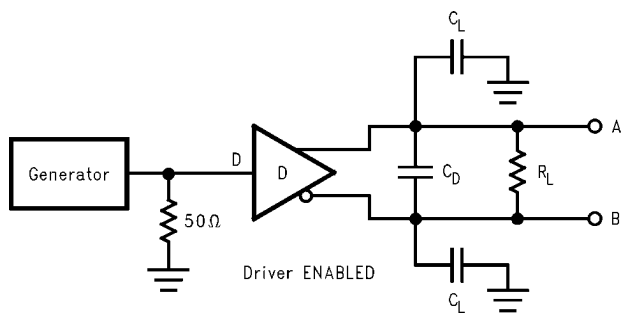 C_L
A
D
Generator
D
C_D
R_L
50Ω
B
Driver ENABLED
C_L